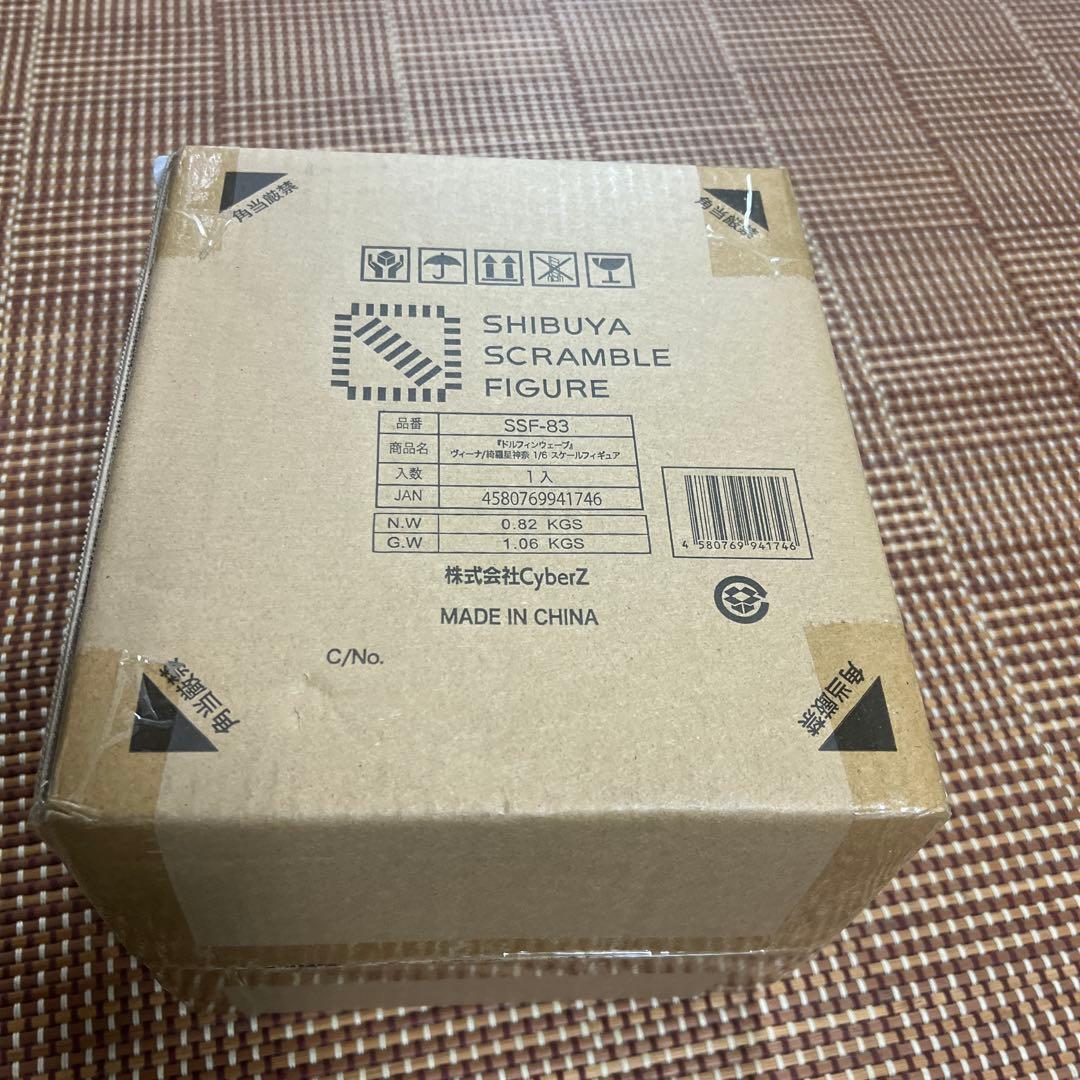 角当厳禁
角当厳禁
SHIBUYA
SCRAMBLE
FIGURE
品番 SSF-83
商品名 『ドルフィンウェーブ』
ヴィーナ/綺羅星神奈 1/6 スケールフィギュア
入数 1入
JAN 4580769941746
N.W 0.82 KGS
G.W 1.06 KGS
4 580769 941746
株式会社CyberZ
MADE IN CHINA
C/No.
角当厳禁
角当厳禁